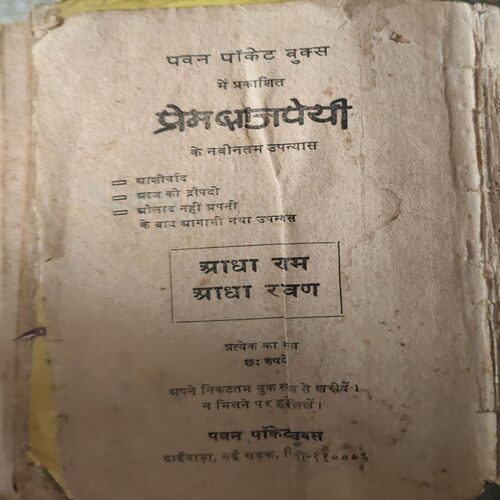 पवन पॉकेट बुक्स
में प्रकाशित
प्रेम बाजपेयी
के नवीनतम उपन्यास
आशीर्वाद
आज की द्रौपदी
औलाद नहीं अपनी
के बाद आगामी नया उपन्यास
आधा राम
आधा रावण
प्रत्येक का
छः रुपये
अपने निकटतम बुक से खरीदें।
न मिलने पर हमें लिखें।
पवन पॉकेट बुक्स
दाईवाड़ा, नई सड़क,